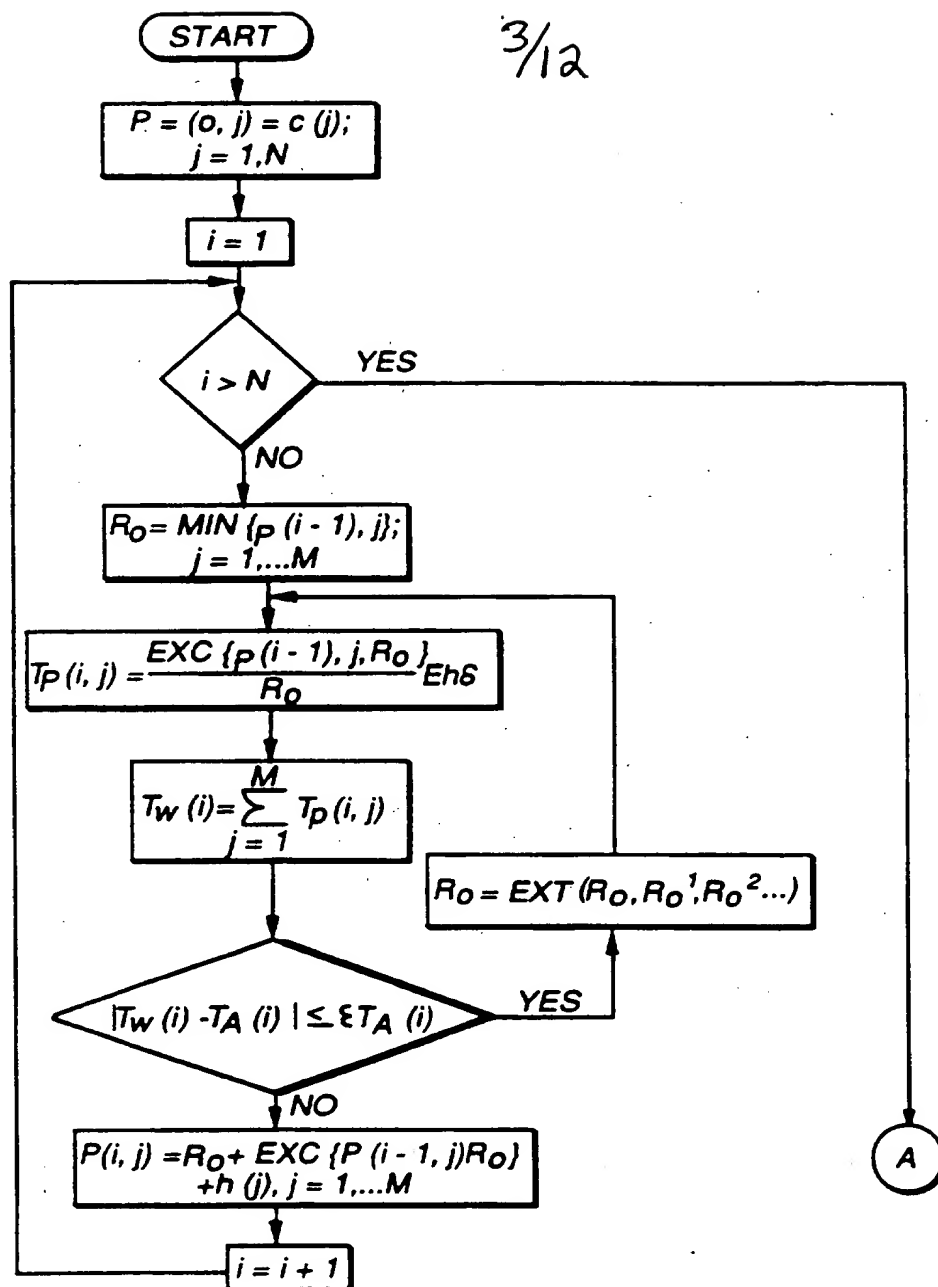 START
3/12
P = (o, j) = c (j);
j = 1,N
i = 1
i > N
YES
NO
Ro = MIN {p (i - 1), j};
j = 1,...M
Tp (i, j) = EXC {p (i - 1), j, Ro} / Ro Ehδ
Tw (i) = M ∑ j = 1 Tp (i, j)
Ro = EXT (Ro, Ro¹, Ro²...)
|Tw (i) - TA (i) | ≤ ξTA (i)
YES
NO
P(i, j) = Ro + EXC {P (i - 1, j)Ro}
+h (j), j = 1,...M
A
i = i + 1